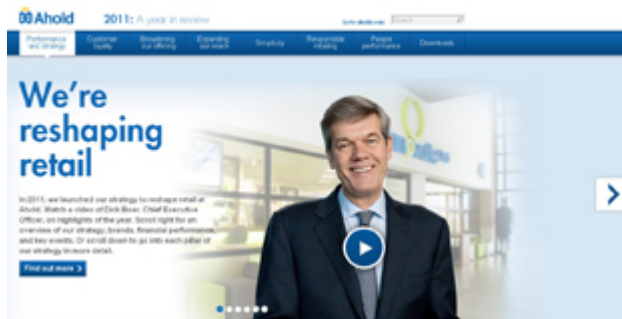 Ahold
2011: A year in review
Search
Performance
and strategy
Customer
loyalty
Broadening
our offering
Expanding
our reach
Simplicity
Responsible
retailing
People
performance
Downloads
We're
reshaping
retail
In 2011, we launched our strategy to reshape retail at
Ahold. Watch a video of Dick Boer, Chief Executive
Officer, on highlights of the year. Scroll right for an
overview of our strategy, brands, financial performance,
and key events. Or scroll down to go into each pillar of
our strategy in more detail.
Find out more >